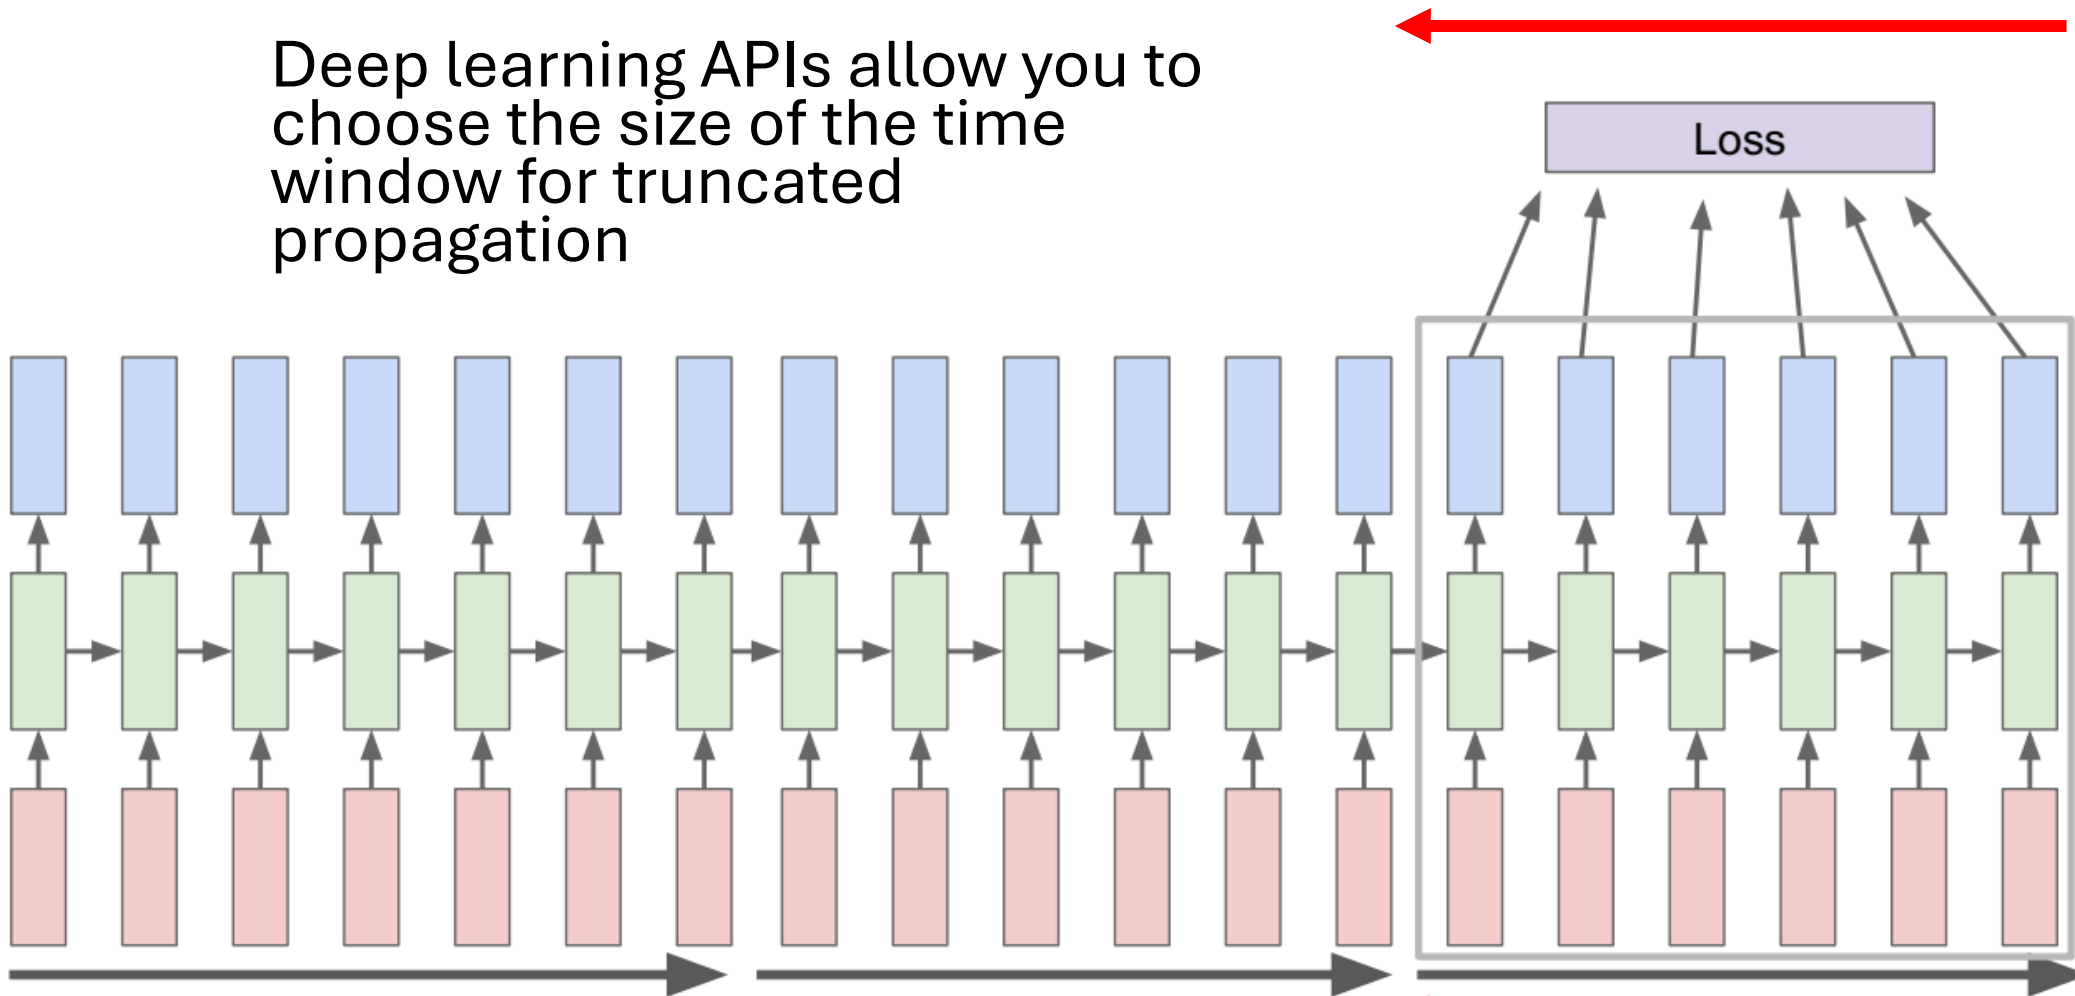 Deep learning APIs allow you to
choose the size of the time
window for truncated
propagation
Loss